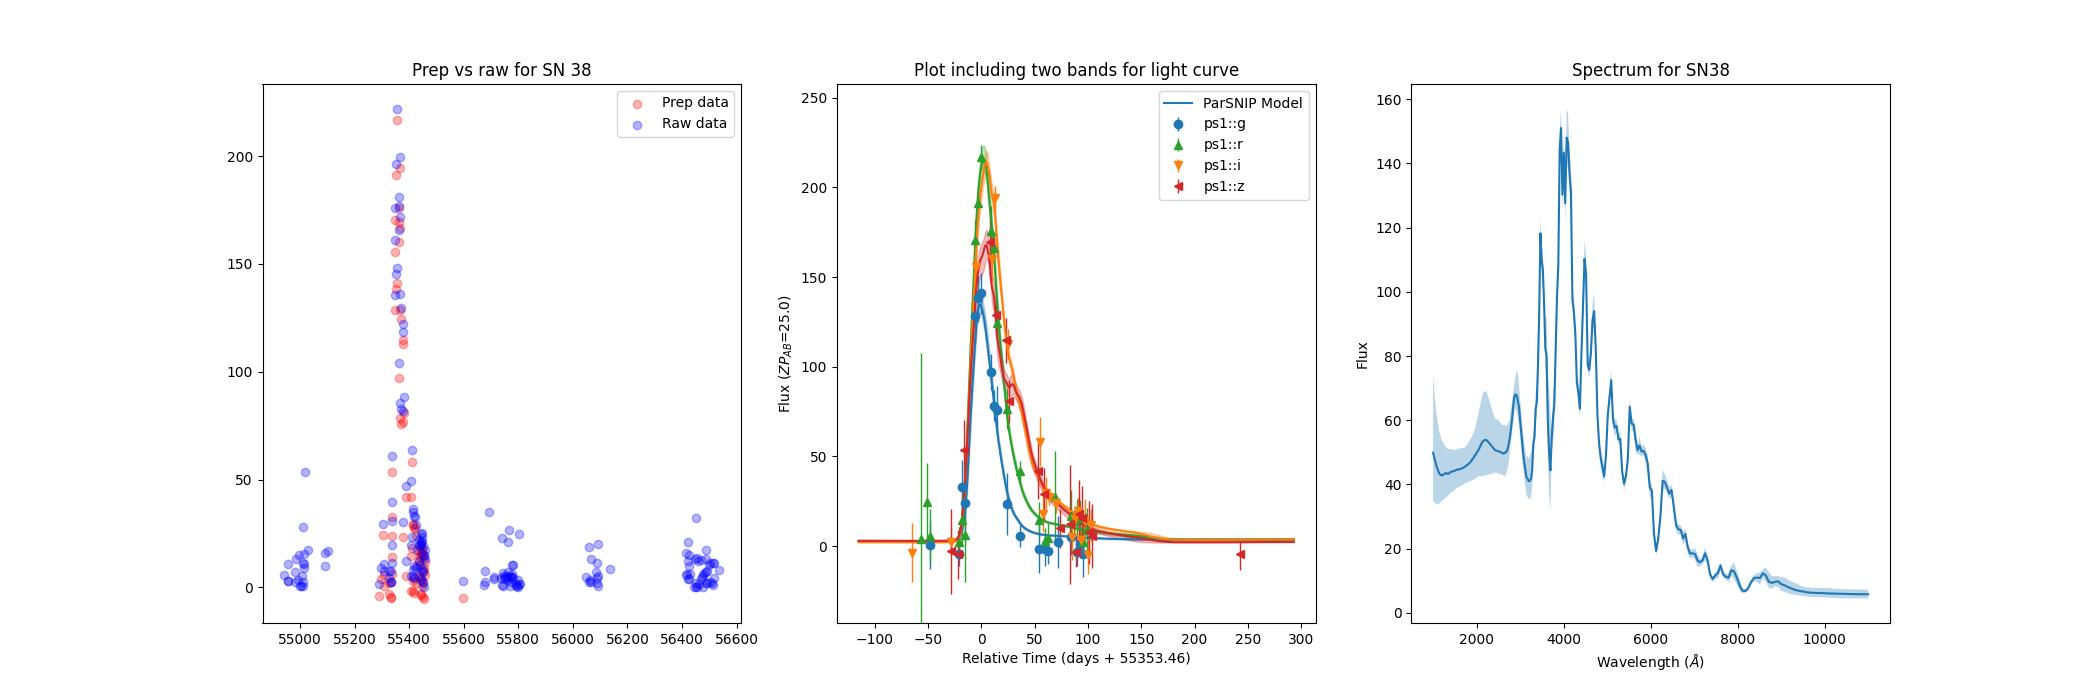 Prep vs raw for SN 38
Prep data
Raw data
200
150
100
50
0
55000 55200 55400 55600 55800 56000 56200 56400 56600
Plot including two bands for light curve
ParSNIP Model
ps1::g
ps1::r
ps1::i
ps1::z
Flux (ZP_AB=25.0)
250
200
150
100
50
0
−100 −50 0 50 100 150 200 250 300
Relative Time (days + 55353.46)
Spectrum for SN38
Flux
160
140
120
100
80
60
40
20
0
2000 4000 6000 8000 10000
Wavelength (Å)